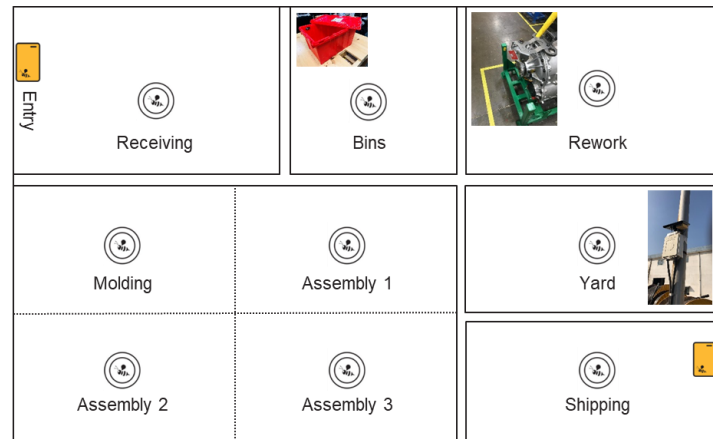 Entry
Receiving
Bins
Rework
Molding
Assembly 1
Yard
Assembly 2
Assembly 3
Shipping